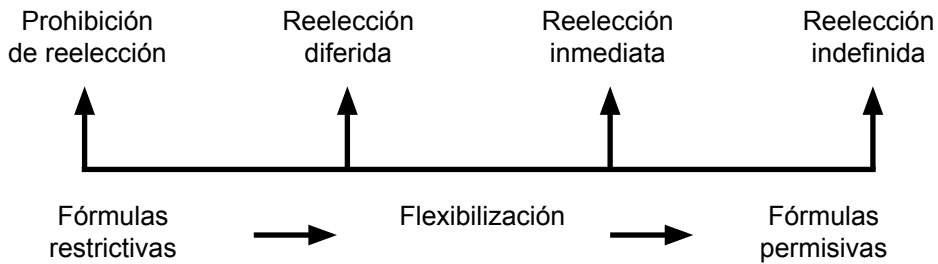 Prohibición
de reelección
Reelección
diferida
Reelección
inmediata
Reelección
indefinida
Fórmulas
restrictivas
Flexibilización
Fórmulas
permisivas